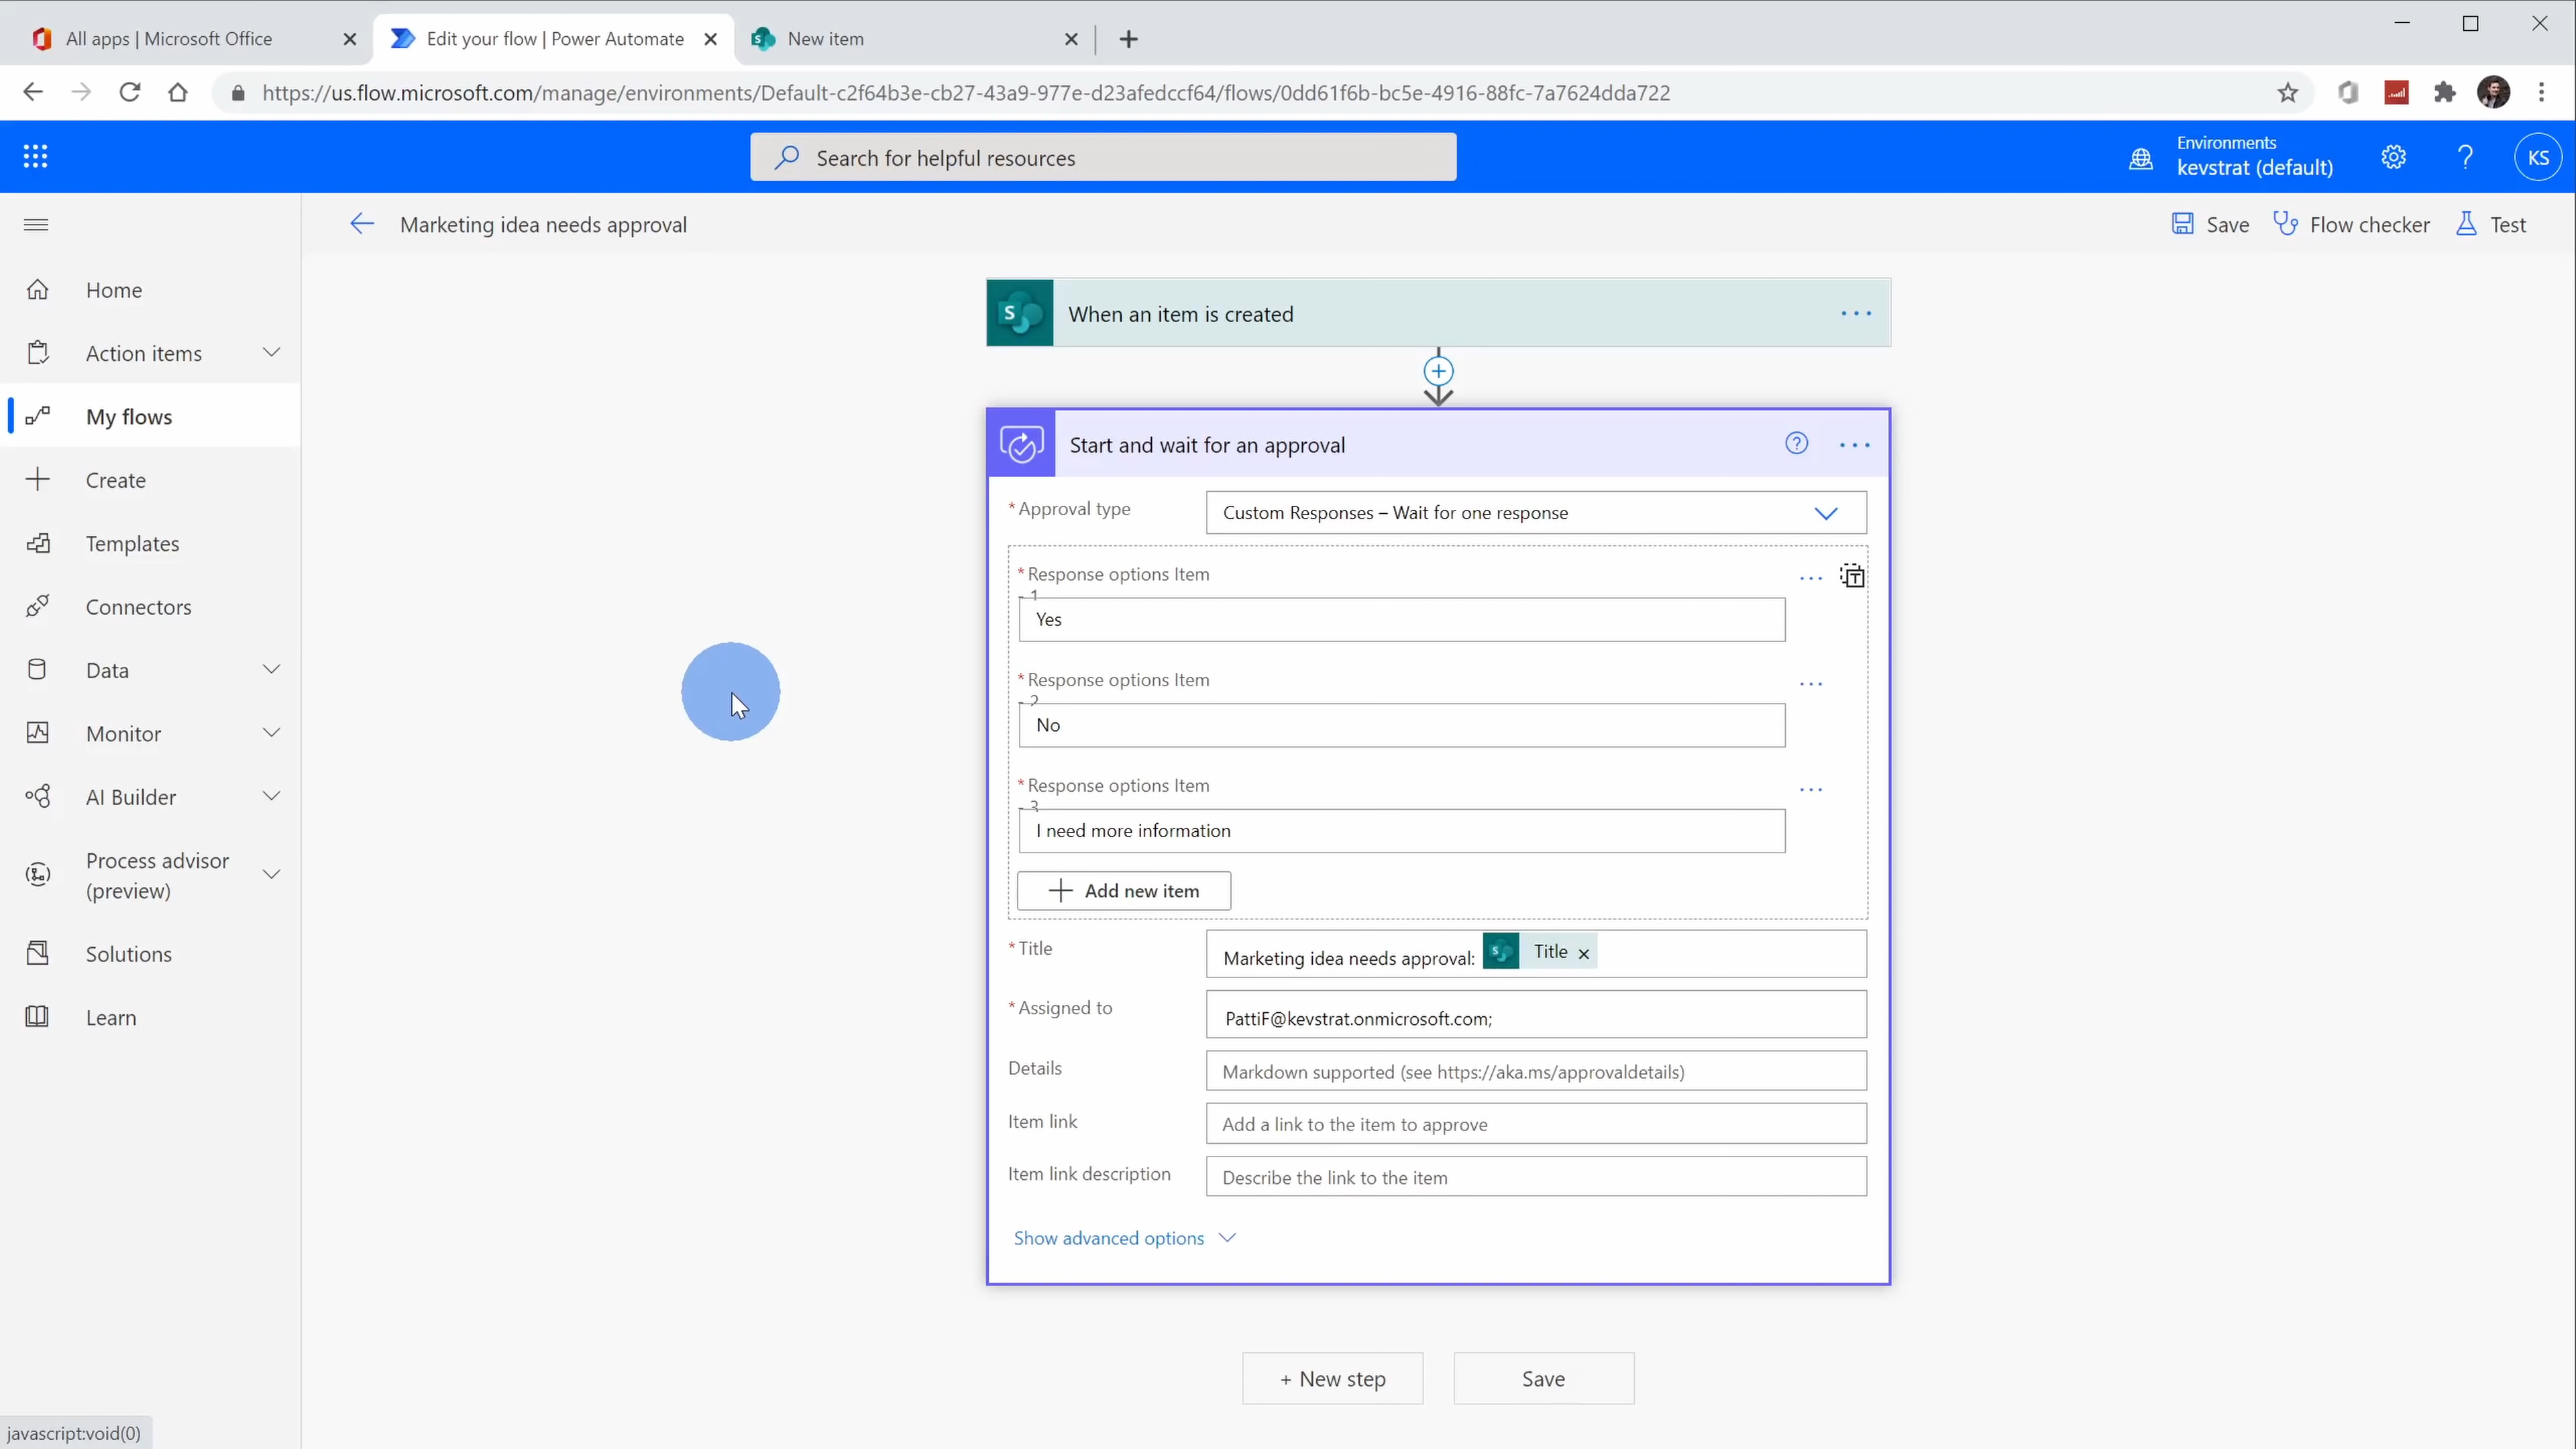 All apps | Microsoft Office
Edit your flow | Power Automate
New item
https://us.flow.microsoft.com/manage/environments/Default-c2f64b3e-cb27-43a9-977e-d23afedccf64/flows/0dd61f6b-bc5e-4916-88fc-7a7624dda722
Search for helpful resources
Environments
kevstrat (default)
KS
Marketing idea needs approval
Save
Flow checker
Test
Home
Action items
My flows
Create
Templates
Connectors
Data
Monitor
AI Builder
Process advisor
(preview)
Solutions
Learn
When an item is created
Start and wait for an approval
* Approval type
Custom Responses – Wait for one response
* Response options Item
- 1
Yes
* Response options Item
- 2
No
* Response options Item
- 3
I need more information
Add new item
* Title
Marketing idea needs approval: Title ×
* Assigned to
PattiF@kevstrat.onmicrosoft.com;
Details
Markdown supported (see https://aka.ms/approvaldetails)
Item link
Add a link to the item to approve
Item link description
Describe the link to the item
Show advanced options
+ New step
Save
javascript:void(0)